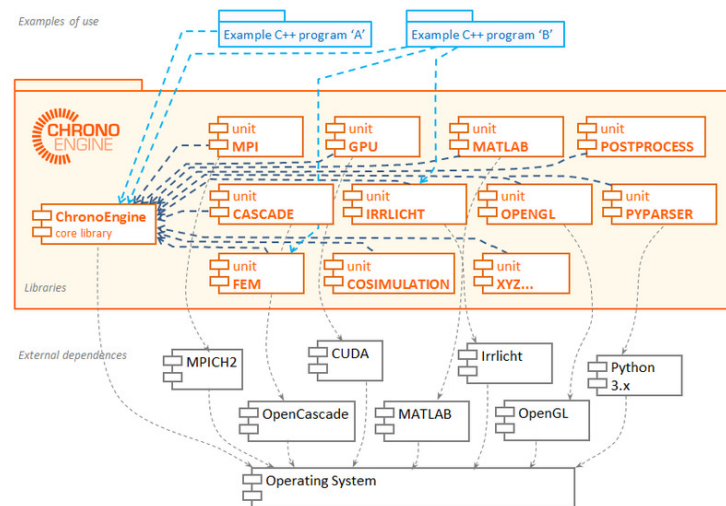 Examples of use
Example C++ program ‘A’
Example C++ program ‘B’
CHRONO
ENGINE
unit
MPI
unit
GPU
unit
MATLAB
unit
POSTPROCESS
ChronoEngine
core library
unit
CASCADE
unit
IRRLICHT
unit
OPENGL
unit
PYPARSER
unit
FEM
unit
COSIMULATION
unit
XYZ...
Libraries
External dependences
MPICH2
CUDA
Irrlicht
Python
3.x
OpenCascade
MATLAB
OpenGL
Operating System